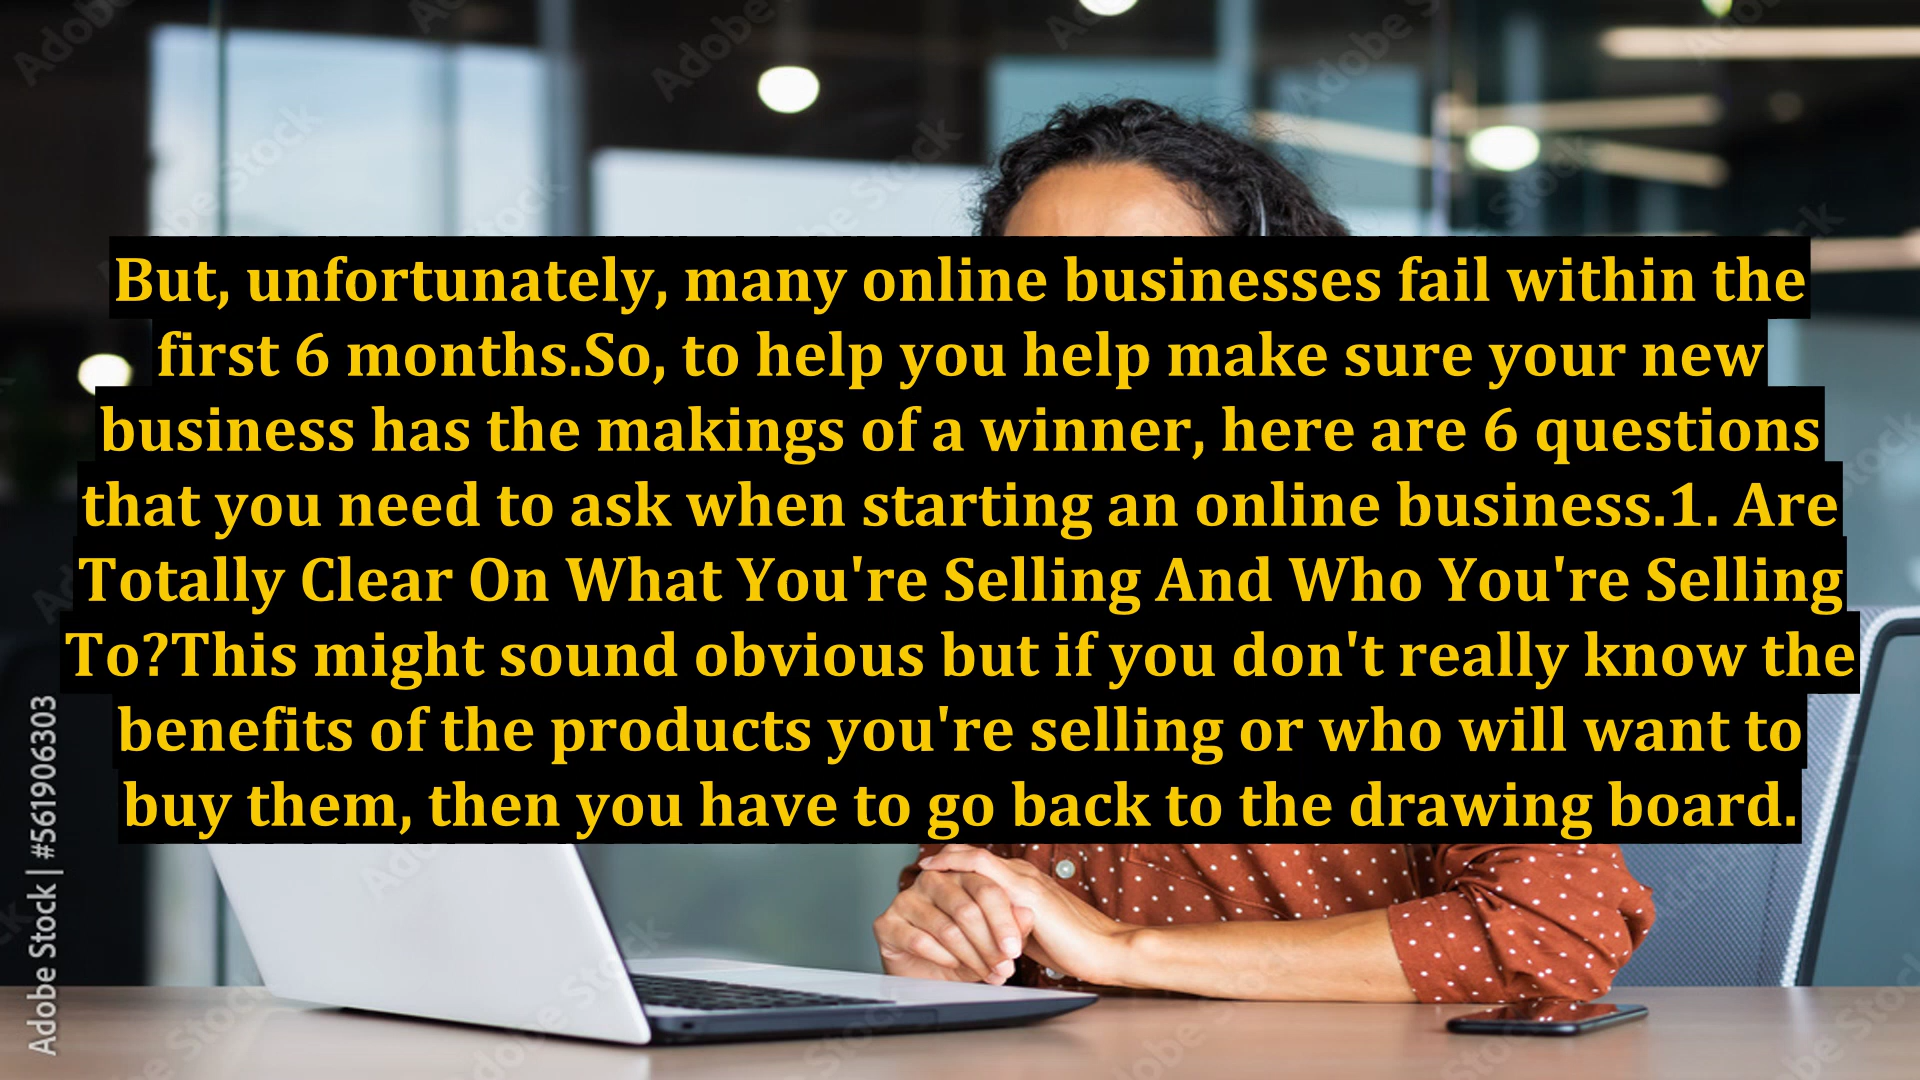 But, unfortunately, many online businesses fail within the
first 6 months.So, to help you help make sure your new
business has the makings of a winner, here are 6 questions
that you need to ask when starting an online business.1. Are
Totally Clear On What You're Selling And Who You're Selling
To?This might sound obvious but if you don't really know the
benefits of the products you're selling or who will want to
buy them, then you have to go back to the drawing board.
Adobe Stock | #561906303